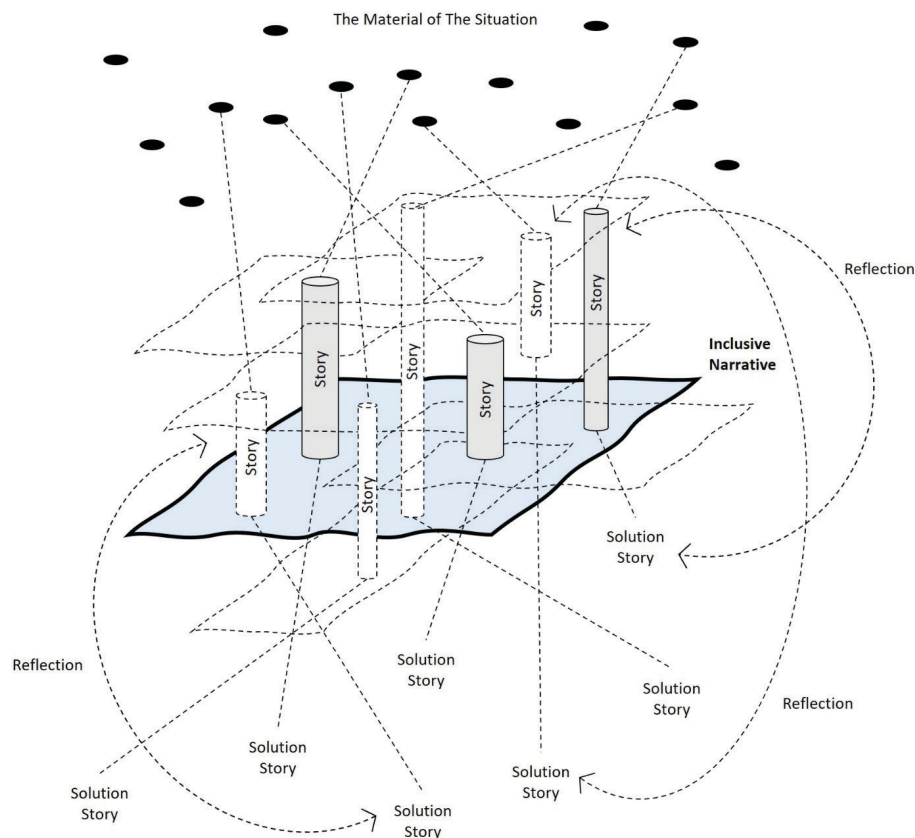 The Material of The Situation
Story
Story
Story
Story
Story
Story
Story
Reflection
Inclusive
Narrative
Solution
Story
Reflection
Solution
Story
Solution
Story
Reflection
Solution
Story
Solution
Story
Solution
Story
Solution
Story